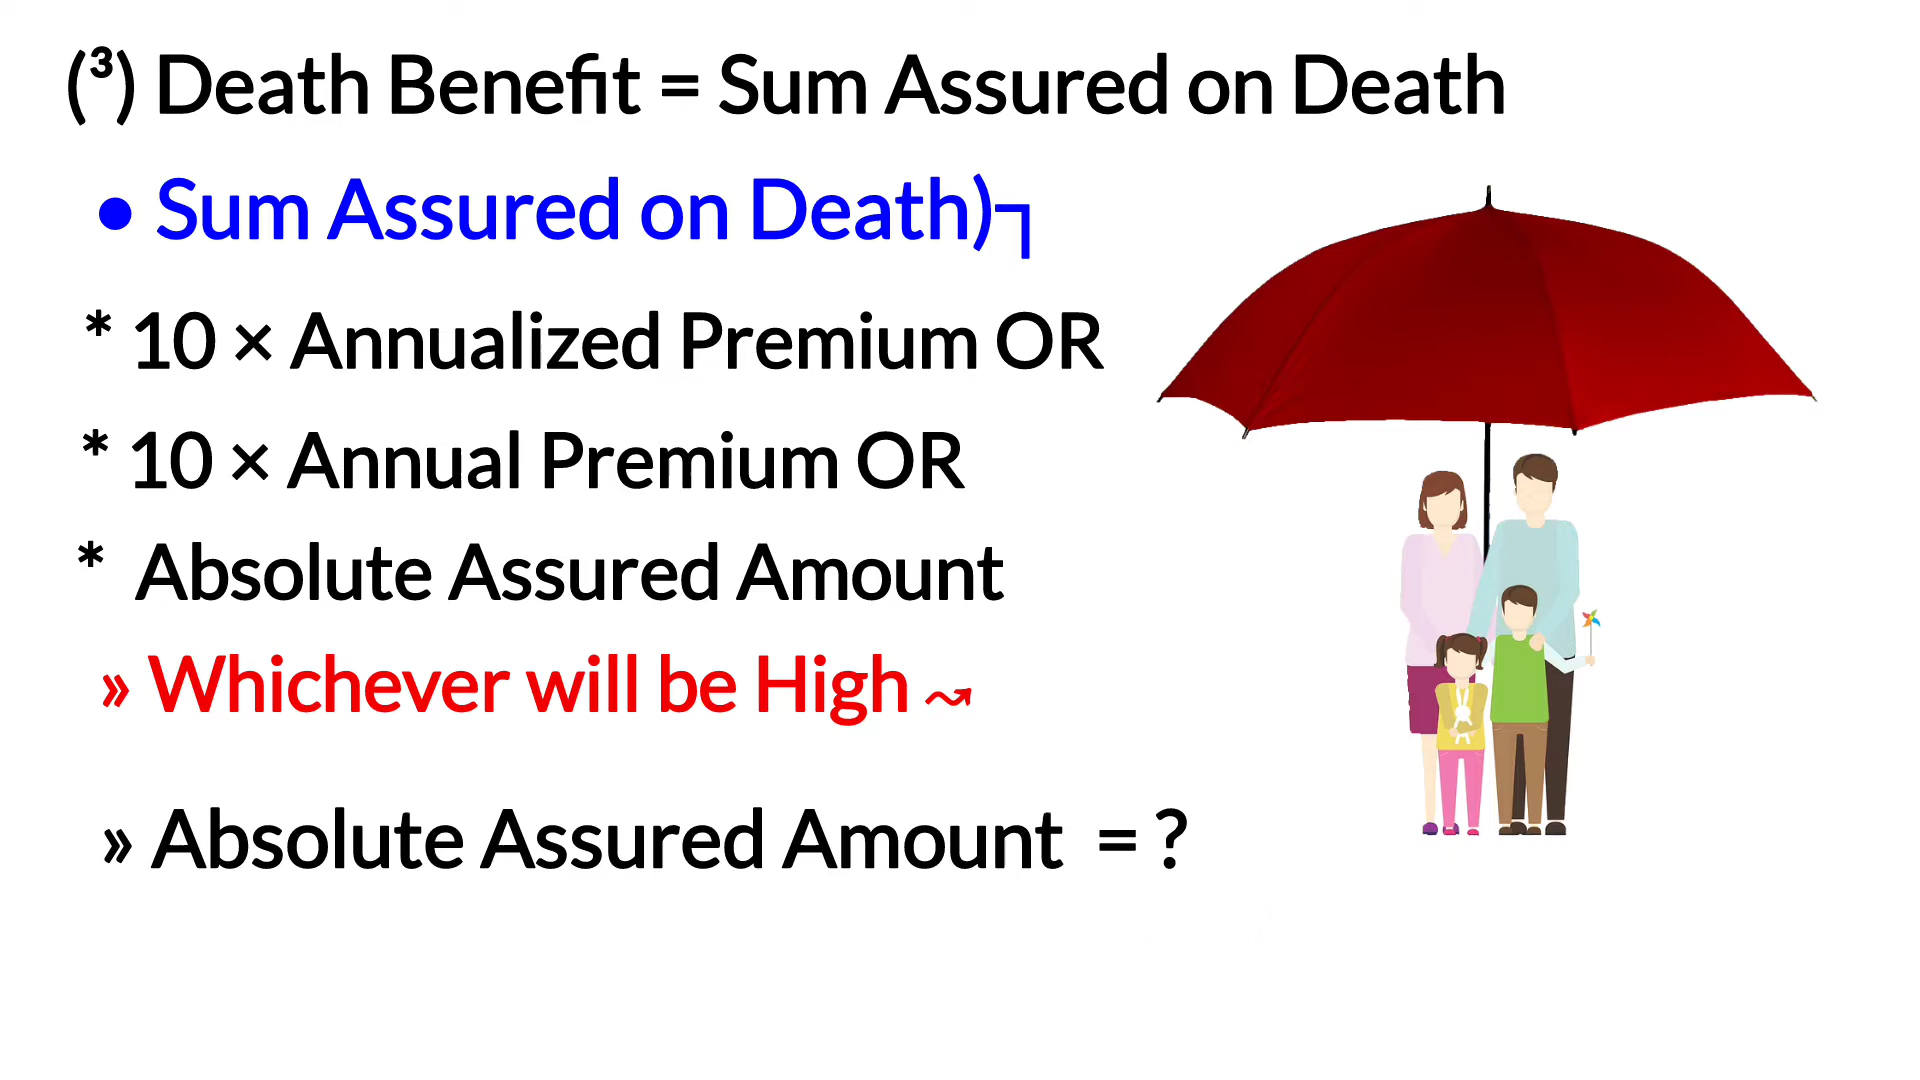 (³) Death Benefit = Sum Assured on Death
• Sum Assured on Death)┐
* 10 × Annualized Premium OR
* 10 × Annual Premium OR
* Absolute Assured Amount
» Whichever will be High ↝
» Absolute Assured Amount = ?